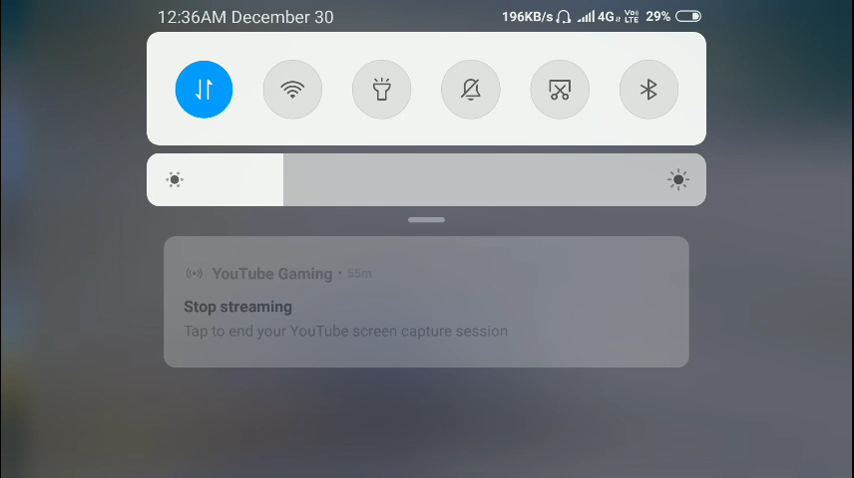 12:36AM December 30
196KB/s 4G Vo) LTE 29%
YouTube Gaming · 55m
Stop streaming
Tap to end your YouTube screen capture session